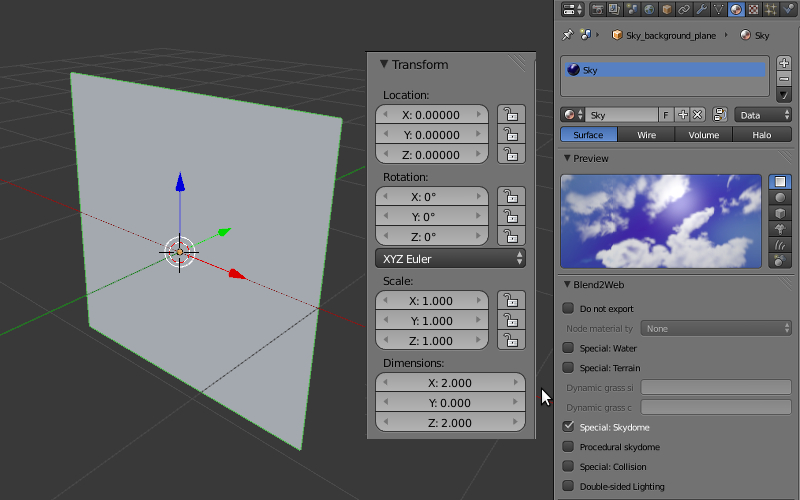 Transform
Location:
X: 0.00000
Y: 0.00000
Z: 0.00000
Rotation:
X: 0°
Y: 0°
Z: 0°
XYZ Euler
Scale:
X: 1.000
Y: 1.000
Z: 1.000
Dimensions:
X: 2.000
Y: 0.000
Z: 2.000
Sky_background_plane Sky
Sky
Sky F Data
Surface Wire Volume Halo
Preview
Blend2Web
Do not export
Node material ty None
Special: Water
Special: Terrain
Dynamic grass si
Dynamic grass c
Special: Skydome
Procedural skydome
Special: Collision
Double-sided Lighting